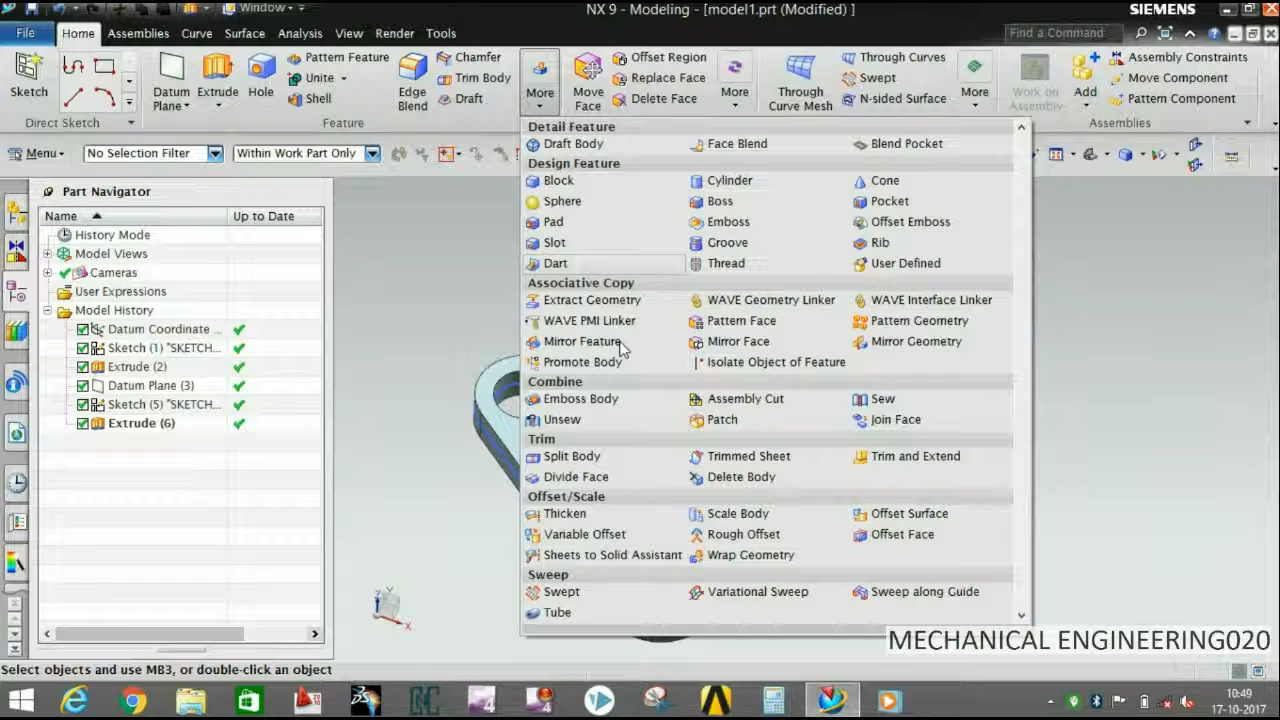 Window
NX 9 - Modeling - [model1.prt (Modified) ]
SIEMENS
File Home Assemblies Curve Surface Analysis View Render Tools
Find a Command
Sketch
Direct Sketch
Datum Plane
Extrude
Hole
Pattern Feature
Unite
Shell
Edge Blend
Chamfer
Trim Body
Draft
More
Feature
Move Face
Offset Region
Replace Face
Delete Face
More
Through Curve Mesh
Through Curves
Swept
N-sided Surface
More
Work on Assembly
Add
Assembly Constraints
Move Component
Pattern Component
Assemblies
Menu
No Selection Filter
Within Work Part Only
Part Navigator
Name Up to Date
History Mode
Model Views
Cameras
User Expressions
Model History
Datum Coordinate ...
Sketch (1) "SKETCH...
Extrude (2)
Datum Plane (3)
Sketch (5) "SKETCH...
Extrude (6)
Detail Feature
Draft Body Face Blend Blend Pocket
Design Feature
Block Cylinder Cone
Sphere Boss Pocket
Pad Emboss Offset Emboss
Slot Groove Rib
Dart Thread User Defined
Associative Copy
Extract Geometry WAVE Geometry Linker WAVE Interface Linker
WAVE PMI Linker Pattern Face Pattern Geometry
Mirror Feature Mirror Face Mirror Geometry
Promote Body Isolate Object of Feature
Combine
Emboss Body Assembly Cut Sew
Unsew Patch Join Face
Trim
Split Body Trimmed Sheet Trim and Extend
Divide Face Delete Body
Offset/Scale
Thicken Scale Body Offset Surface
Variable Offset Rough Offset Offset Face
Sheets to Solid Assistant Wrap Geometry
Sweep
Swept Variational Sweep Sweep along Guide
Tube
MECHANICAL ENGINEERING020
Select objects and use MB3, or double-click an object
10:49
17-10-2017